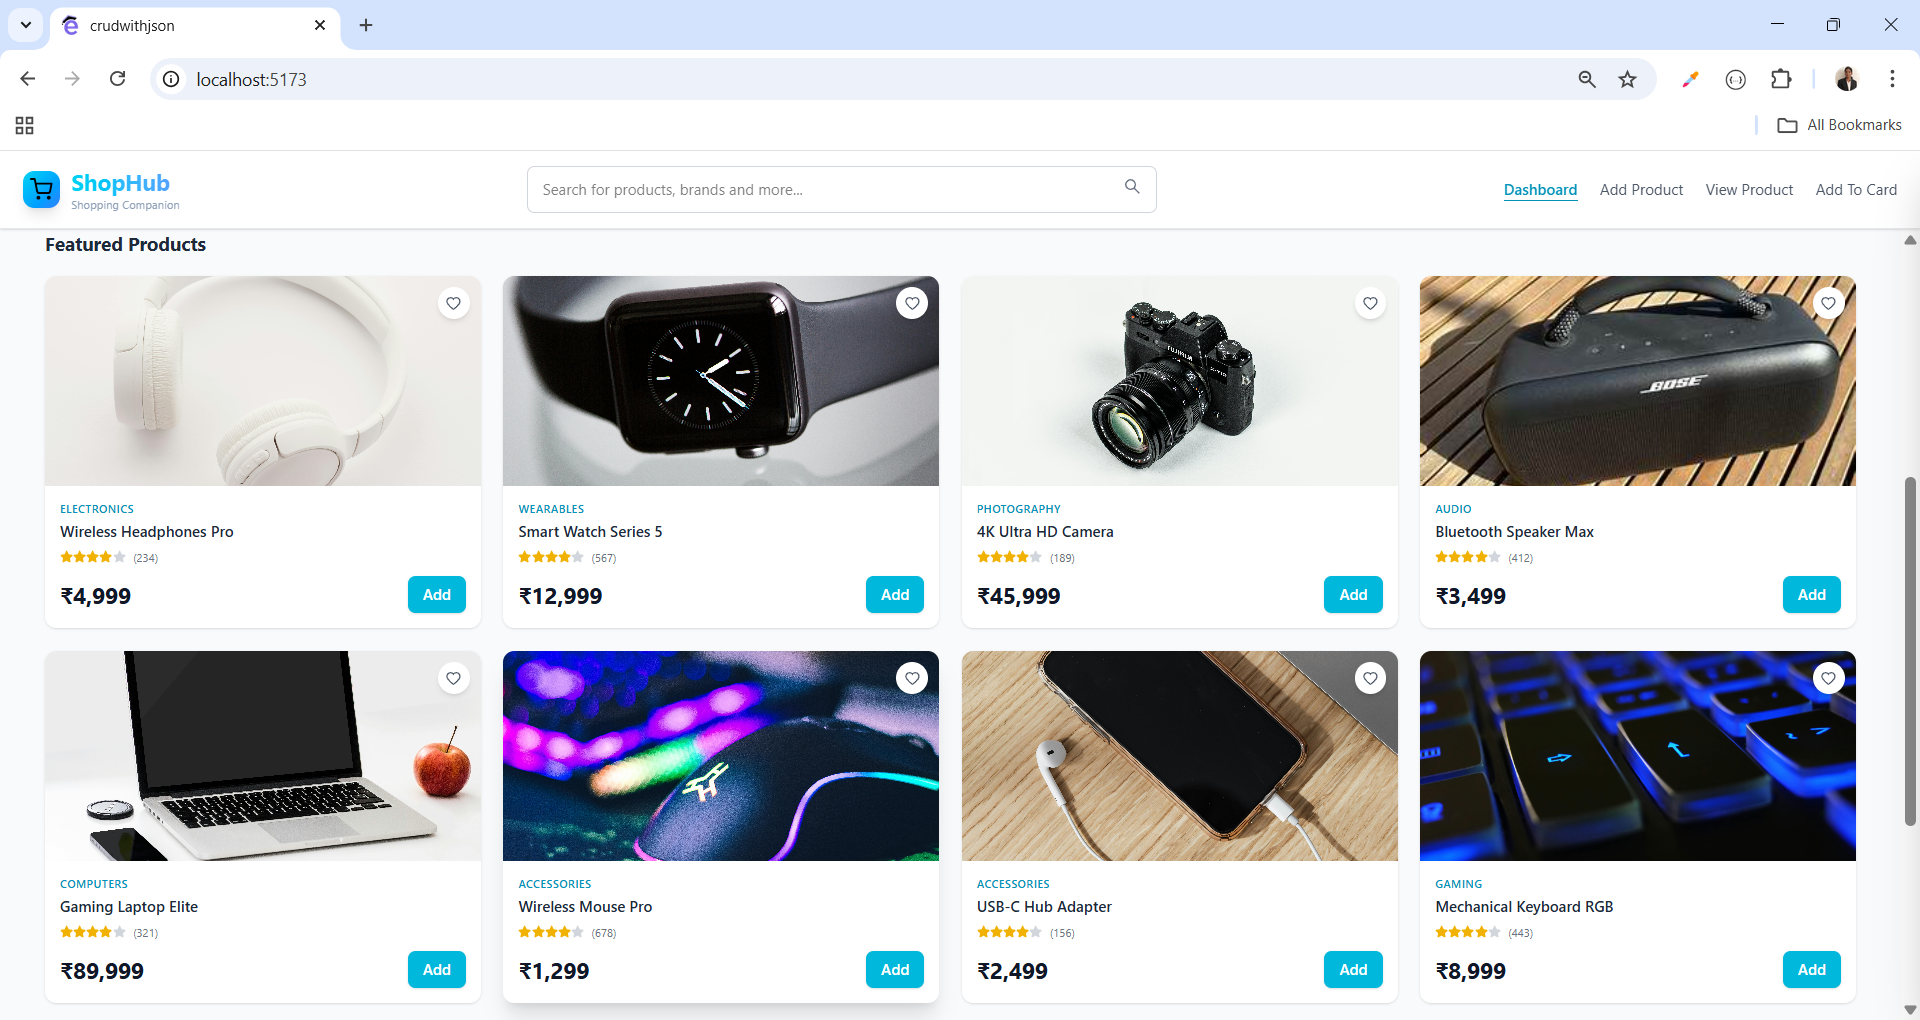 crudwithjson
localhost:5173
All Bookmarks
ShopHub
Shopping Companion
Search for products, brands and more...
Dashboard
Add Product
View Product
Add To Card
Featured Products
FUJIFILM
BOSE
ELECTRONICS
Wireless Headphones Pro
(234)
₹4,999
Add
WEARABLES
Smart Watch Series 5
(567)
₹12,999
Add
PHOTOGRAPHY
4K Ultra HD Camera
(189)
₹45,999
Add
AUDIO
Bluetooth Speaker Max
(412)
₹3,499
Add
COMPUTERS
Gaming Laptop Elite
(321)
₹89,999
Add
ACCESSORIES
Wireless Mouse Pro
(678)
₹1,299
Add
ACCESSORIES
USB-C Hub Adapter
(156)
₹2,499
Add
GAMING
Mechanical Keyboard RGB
(443)
₹8,999
Add